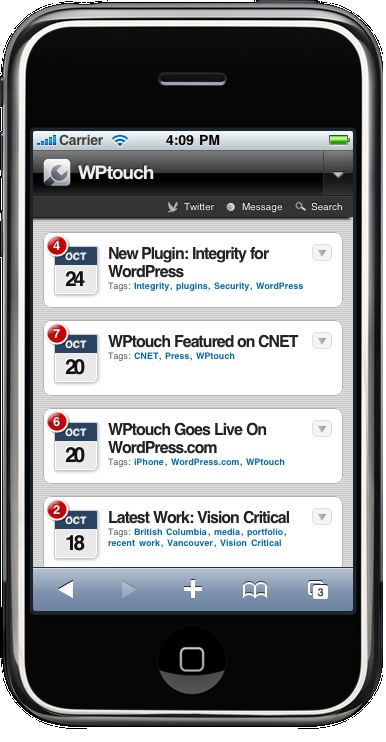 Carrier 4:09 PM
WPtouch
Twitter Message Search
4
OCT
24
New Plugin: Integrity for
WordPress
Tags: Integrity, plugins, Security, WordPress
7
OCT
20
WPtouch Featured on CNET
Tags: CNET, Press, WPtouch
6
OCT
20
WPtouch Goes Live On
WordPress.com
Tags: iPhone, WordPress.com, WPtouch
2
OCT
18
Latest Work: Vision Critical
Tags: British Columbia, media, portfolio,
recent work, Vancouver, Vision Critical
3